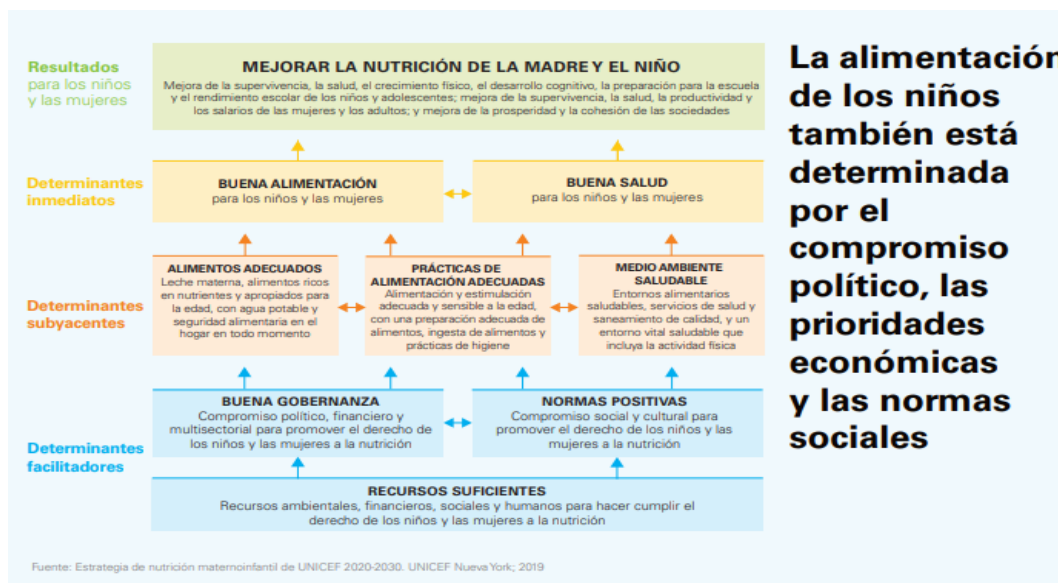 Resultados
para los niños
y las mujeres
MEJORAR LA NUTRICIÓN DE LA MADRE Y EL NIÑO
Mejora de la supervivencia, la salud, el crecimiento físico, el desarrollo cognitivo, la preparación para la escuela
y el rendimiento escolar de los niños y adolescentes; mejora de la supervivencia, la salud, la productividad y
los salarios de las mujeres y los adultos; y mejora de la prosperidad y la cohesión de las sociedades
Determinantes
inmediatos
BUENA ALIMENTACIÓN
para los niños y las mujeres
BUENA SALUD
para los niños y las mujeres
Determinantes
subyacentes
ALIMENTOS ADECUADOS
Leche materna, alimentos ricos
en nutrientes y apropiados para
la edad, con agua potable y
seguridad alimentaria en el
hogar en todo momento
PRÁCTICAS DE
ALIMENTACIÓN ADECUADAS
Alimentación y estimulación
adecuada y sensible a la edad,
con una preparación adecuada de
alimentos, ingesta de alimentos y
prácticas de higiene
MEDIO AMBIENTE
SALUDABLE
Entornos alimentarios
saludables, servicios de salud y
saneamiento de calidad, y un
entorno vital saludable que
incluya la actividad física
Determinantes
facilitadores
BUENA GOBERNANZA
Compromiso político, financiero y
multisectorial para promover el derecho de
los niños y las mujeres a la nutrición
NORMAS POSITIVAS
Compromiso social y cultural para
promover el derecho de los niños y las
mujeres a la nutrición
RECURSOS SUFICIENTES
Recursos ambientales, financieros, sociales y humanos para hacer cumplir el
derecho de los niños y las mujeres a la nutrición
Fuente: Estrategia de nutrición maternoinfantil de UNICEF 2020-2030. UNICEF Nueva York; 2019
La alimentación
de los niños
también está
determinada
por el
compromiso
político, las
prioridades
económicas
y las normas
sociales